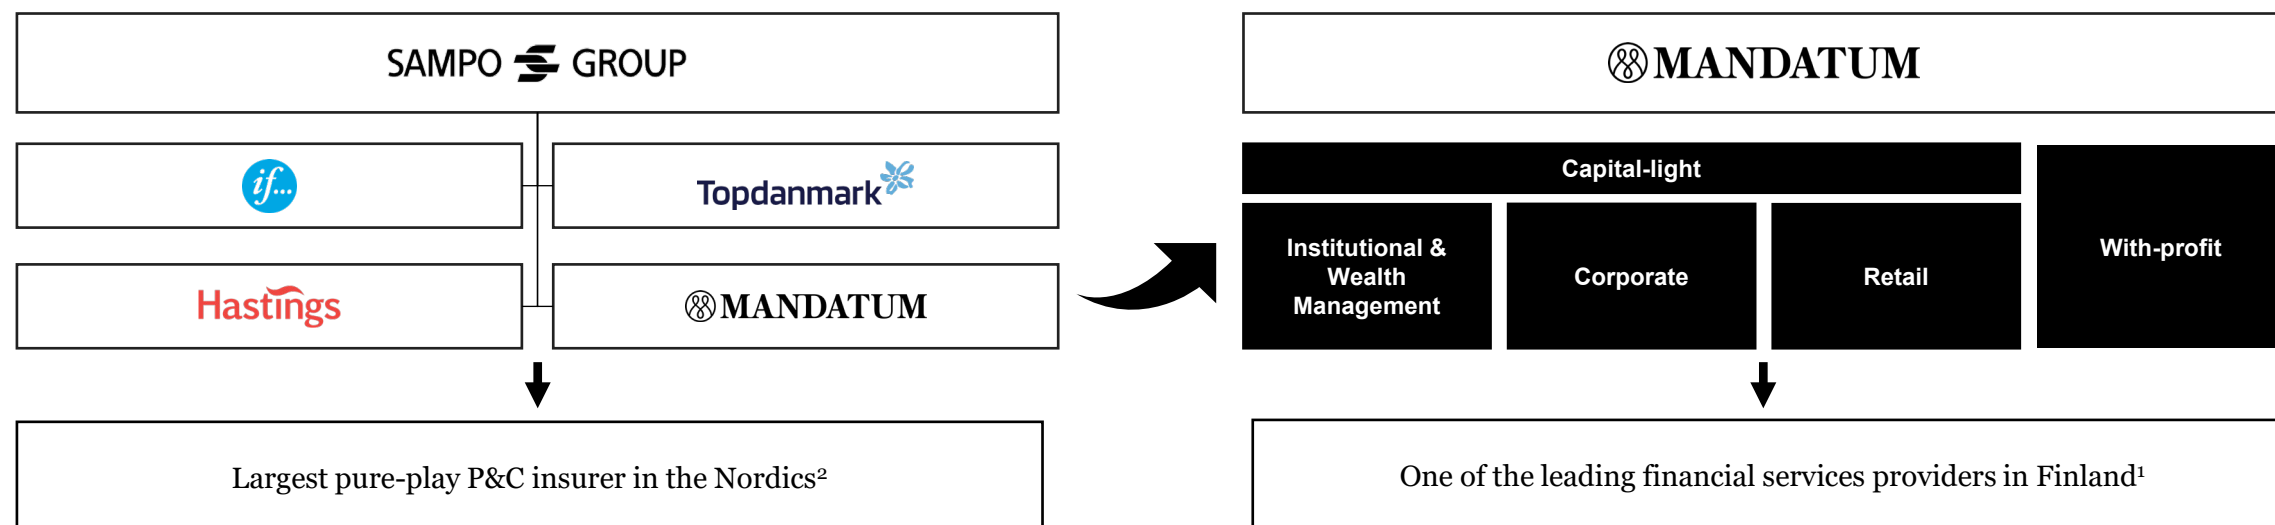 SAMPO GROUP
if...
Topdanmark
Hastings
MANDATUM
Largest pure-play P&C insurer in the Nordics²
MANDATUM
Capital-light
Institutional &
Wealth
Management
Corporate
Retail
With-profit
One of the leading financial services providers in Finland¹